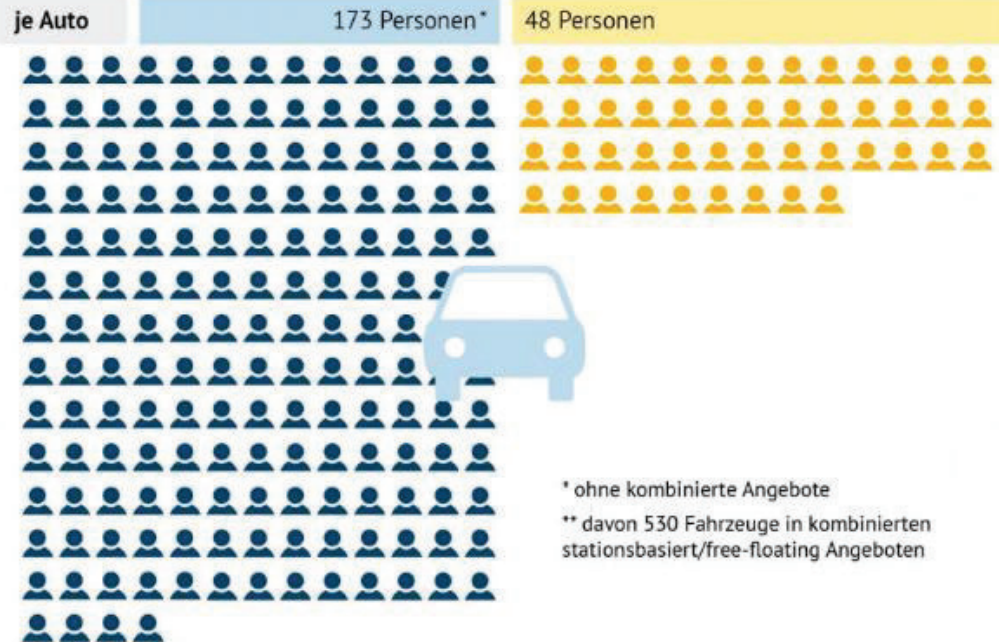 je Auto
173 Personen*
48 Personen
* ohne kombinierte Angebote
** davon 530 Fahrzeuge in kombinierten
stationsbasiert/free-floating Angeboten